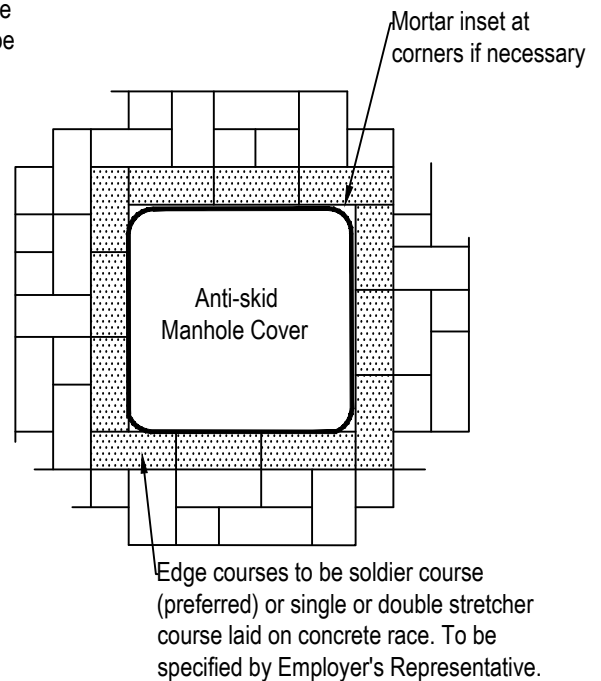 Mortar inset at
corners if necessary
Anti-skid
Manhole Cover
Edge courses to be soldier course
(preferred) or single or double stretcher
course laid on concrete race. To be
specified by Employer's Representative.